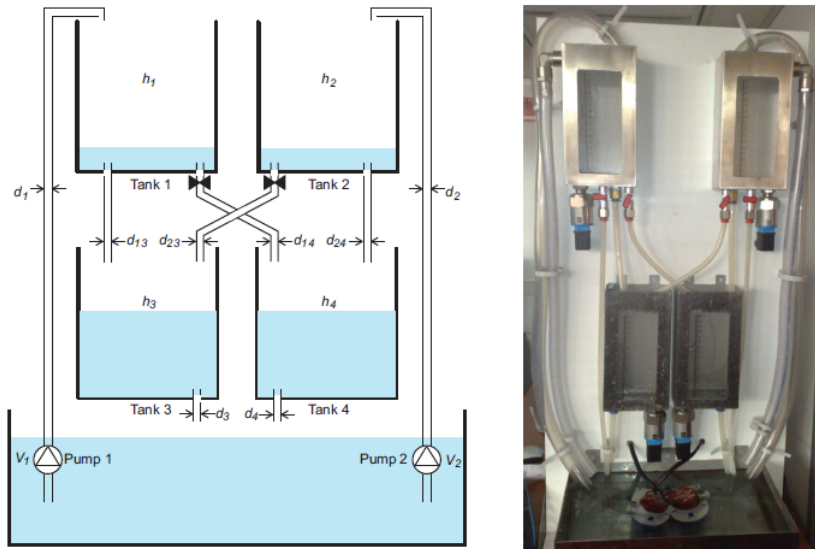 h1 h2
Tank 1 Tank 2
d1 d2
d13 d23 d14 d24
h3 h4
Tank 3 d3 d4 Tank 4
V1 Pump 1 Pump 2 V2